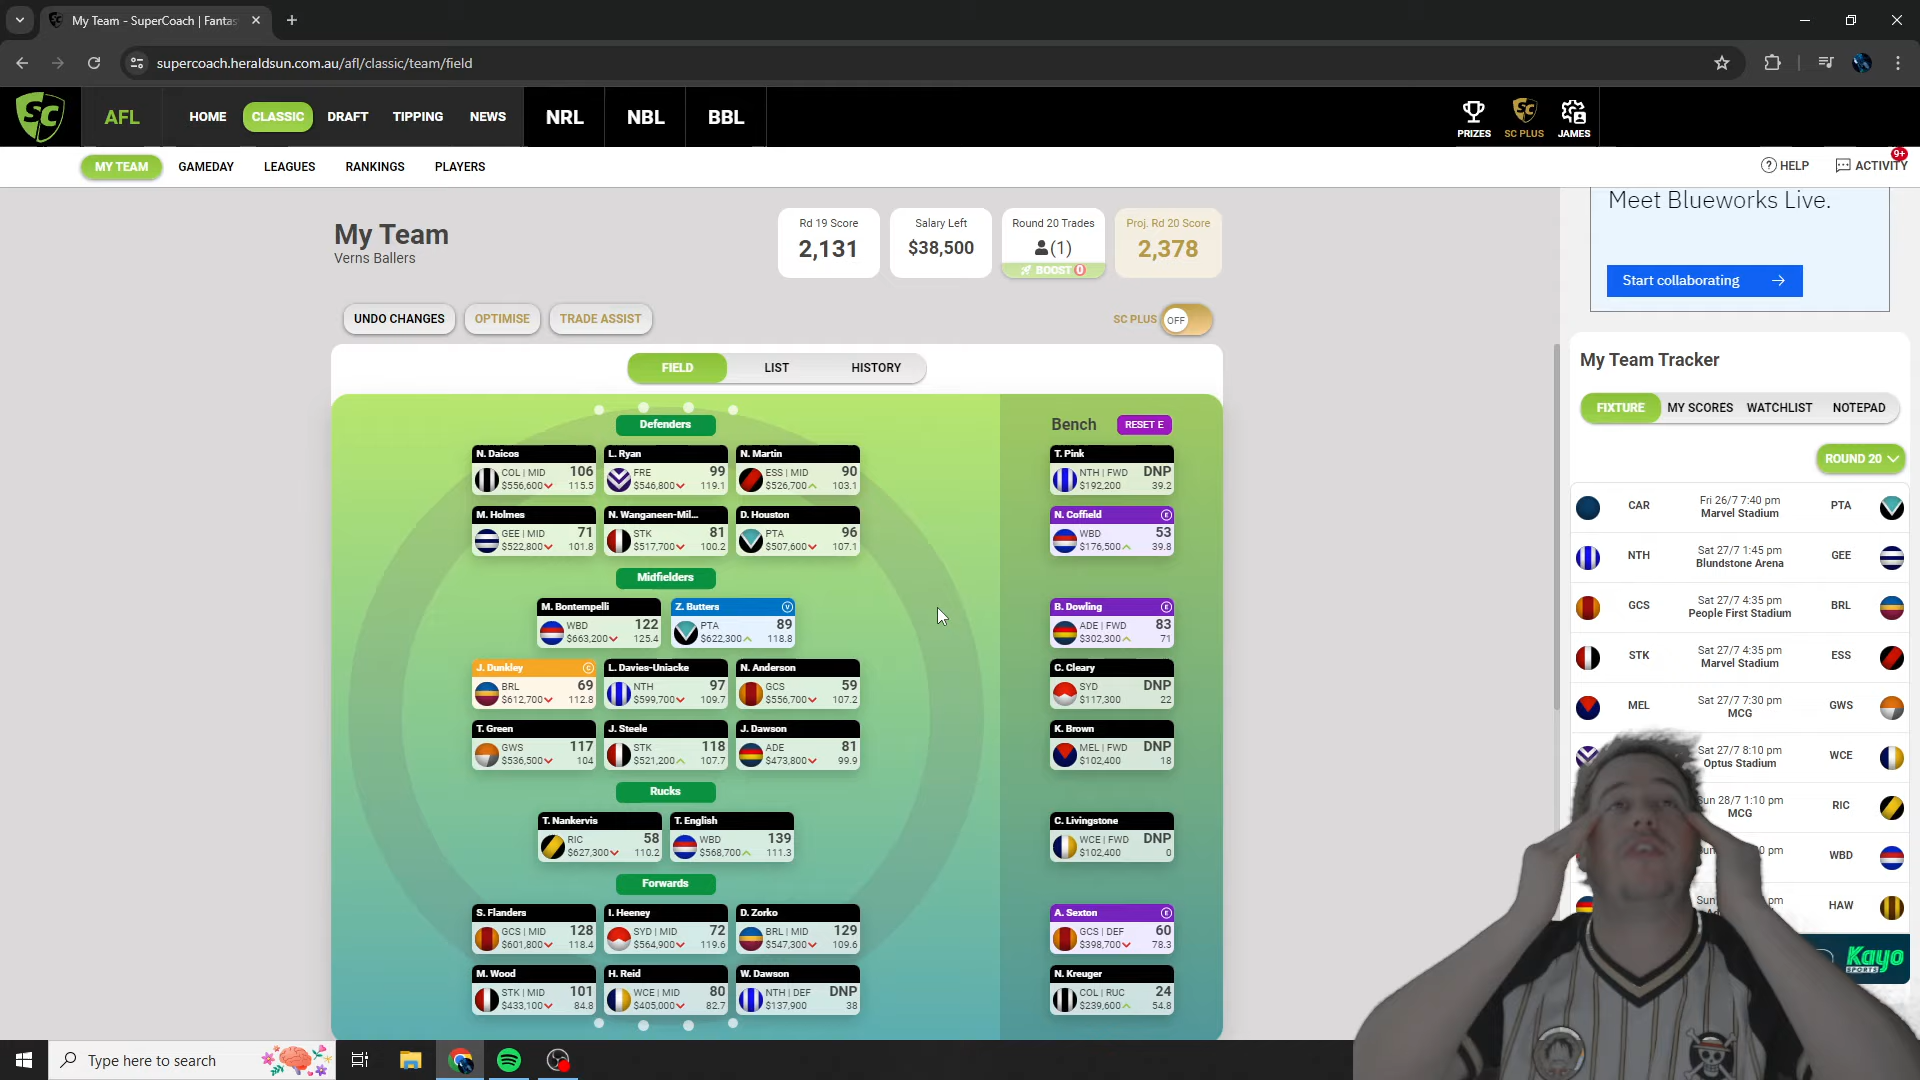 My Team - SuperCoach | Fantas
supercoach.heraldsun.com.au/afl/classic/team/field
SC
AFL
HOME
CLASSIC
DRAFT
TIPPING
NEWS
NRL
NBL
BBL
PRIZES
SC PLUS
JAMES
MY TEAM
GAMEDAY
LEAGUES
RANKINGS
PLAYERS
? HELP
ACTIVITY
9+
Meet Blueworks Live.
Start collaborating
My Team
Verns Ballers
Rd 19 Score
2,131
Salary Left
$38,500
Round 20 Trades
(1)
BOOST 0
Proj. Rd 20 Score
2,378
UNDO CHANGES
OPTIMISE
TRADE ASSIST
SC PLUS
OFF
FIELD
LIST
HISTORY
Defenders
N. Daicos
COL | MID 106
$556,600 115.5
L. Ryan
FRE 99
$546,800 119.1
N. Martin
ESS | MID 90
$526,700 103.1
M. Holmes
GEE | MID 71
$522,800 101.8
N. Wanganeen-Mil...
STK 81
$517,700 100.2
D. Houston
PTA 96
$507,600 107.1
Midfielders
M. Bontempelli
WBD 122
$663,200 125.4
Z. Butters V
PTA 89
$622,300 118.8
J. Dunkley C
BRL 69
$612,700 112.8
L. Davies-Uniacke
NTH 97
$599,700 109.7
N. Anderson
GCS 59
$556,700 107.2
T. Green
GWS 117
$536,500 104
J. Steele
STK 118
$521,200 107.7
J. Dawson
ADE 81
$473,800 99.9
Rucks
T. Nankervis
RIC 58
$627,300 110.2
T. English
WBD 139
$568,700 111.3
Forwards
S. Flanders
GCS | MID 128
$601,800 118.4
I. Heeney
SYD | MID 72
$564,900 119.6
D. Zorko
BRL | MID 129
$547,300 109.6
M. Wood
STK | MID 101
$433,100 84.8
H. Reid
WCE | MID 80
$405,000 82.7
W. Dawson
NTH | DEF DNP
$137,900 38
Bench
RESET E
T. Pink
NTH | FWD DNP
$192,200 39.2
N. Coffield E
WBD 53
$176,500 39.8
B. Dowling E
ADE | FWD 83
$302,300 71
C. Cleary
SYD DNP
$117,300 22
K. Brown
MEL | FWD DNP
$102,400 18
C. Livingstone
WCE | FWD DNP
$102,400 0
A. Sexton E
GCS | DEF 60
$398,700 78.3
N. Kreuger
COL | RUC 24
$239,600 54.8
My Team Tracker
FIXTURE
MY SCORES
WATCHLIST
NOTEPAD
ROUND 20
CAR
Fri 26/7 7:40 pm
Marvel Stadium
PTA
NTH
Sat 27/7 1:45 pm
Blundstone Arena
GEE
GCS
Sat 27/7 4:35 pm
People First Stadium
BRL
STK
Sat 27/7 4:35 pm
Marvel Stadium
ESS
MEL
Sat 27/7 7:30 pm
MCG
GWS
Sat 27/7 8:10 pm
Optus Stadium
WCE
Sun 28/7 1:10 pm
MCG
RIC
pm
WBD
pm
HAW
Kayo
SPORTS
Type here to search